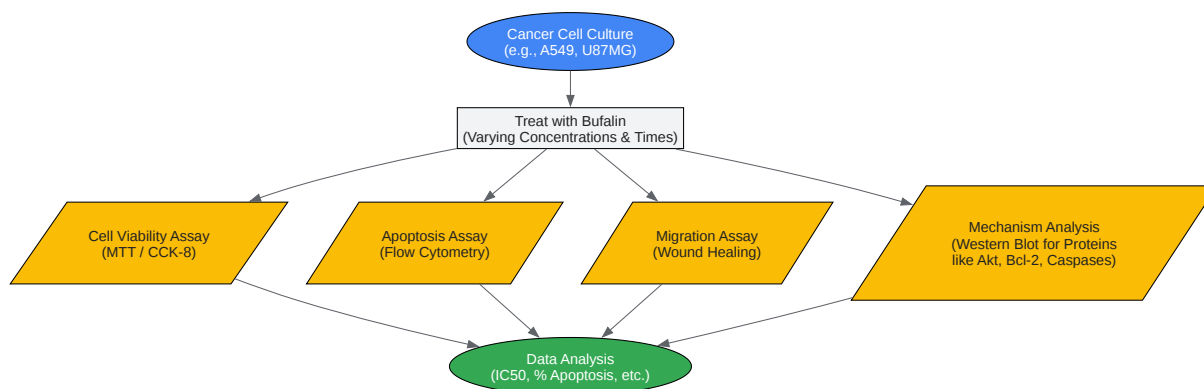 Cancer Cell Culture
(e.g., A549, U87MG)
Treat with Bufalin
(Varying Concentrations & Times)
Cell Viability Assay
(MTT / CCK-8)
Apoptosis Assay
(Flow Cytometry)
Migration Assay
(Wound Healing)
Mechanism Analysis
(Western Blot for Proteins
like Akt, Bcl-2, Caspases)
Data Analysis
(IC50, % Apoptosis, etc.)